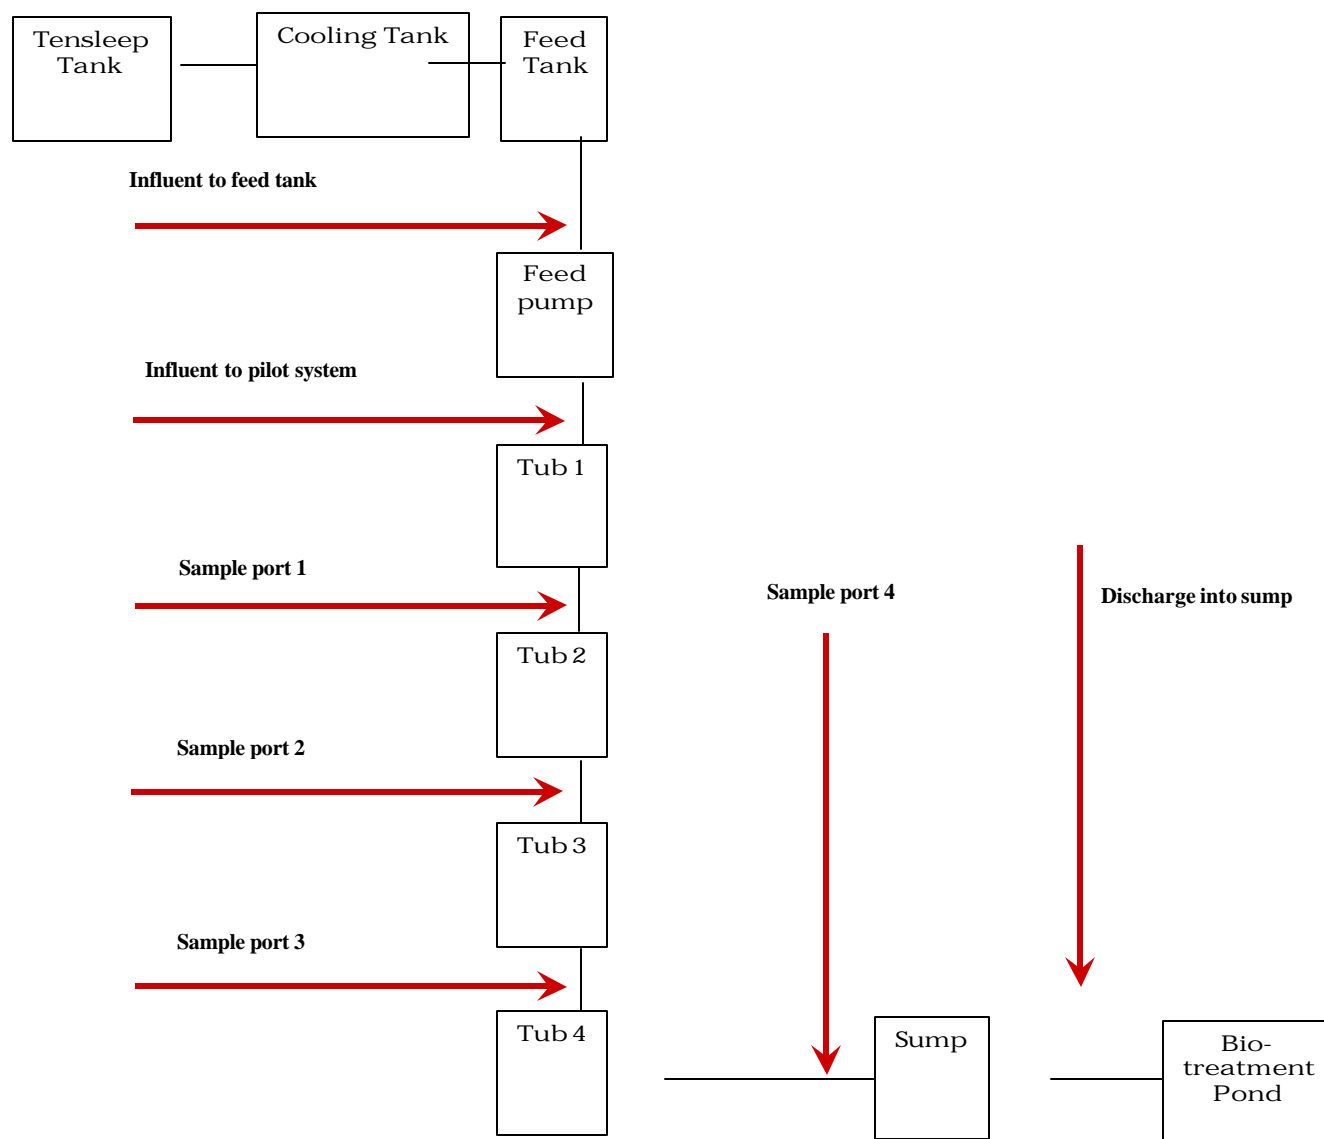 Tensleep
Tank
Cooling Tank
Feed
Tank
Influent to feed tank
Feed
pump
Influent to pilot system
Tub 1
Sample port 1
Sample port 4
Discharge into sump
Tub 2
Sample port 2
Tub 3
Sample port 3
Tub 4
Sump
Bio-
treatment
Pond